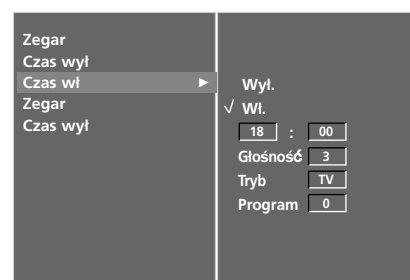 Zegar
Czas wył
Czas wł ►
Zegar
Czas wył
Wył.
√ Wł.
18 : 00
Głośność 3
Tryb TV
Program 0